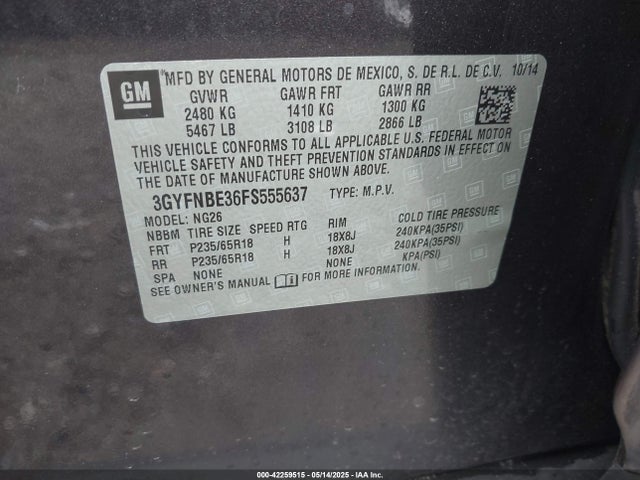 GM
MFD BY GENERAL MOTORS DE MEXICO, S. DE R.L. DE C.V. 10/14
GVWR GAWR FRT GAWR RR
2480 KG 1410 KG 1300 KG
5467 LB 3108 LB 2866 LB
THIS VEHICLE CONFORMS TO ALL APPLICABLE U.S. FEDERAL MOTOR
VEHICLE SAFETY AND THEFT PREVENTION STANDARDS IN EFFECT ON
THE DATE OF MANUFACTURE SHOWN ABOVE.
3GYFNBE36FS555637 TYPE: M.P.V.
MODEL: NG26
NBBM TIRE SIZE SPEED RTG RIM COLD TIRE PRESSURE
FRT P235/65R18 H 18X8J 240KPA(35PSI)
RR P235/65R18 H 18X8J 240KPA(35PSI)
SPA NONE NONE KPA(PSI)
SEE OWNER'S MANUAL FOR MORE INFORMATION.
000-42259515 - 05/14/2025 - IAA Inc.